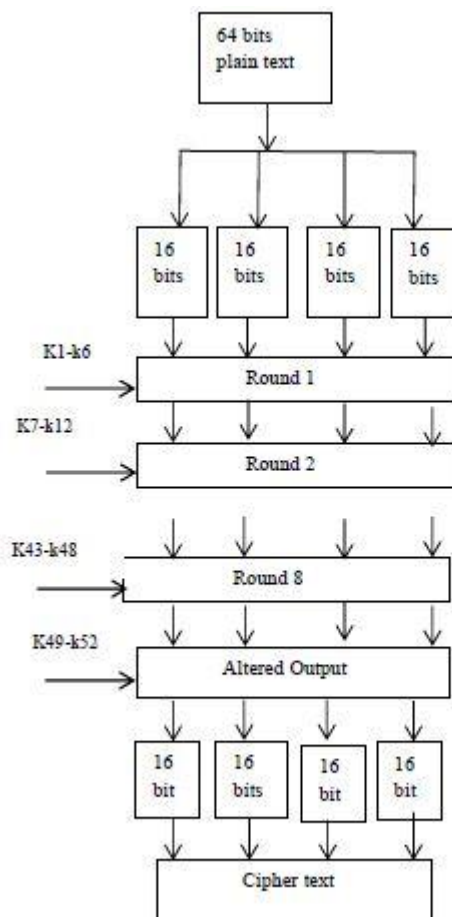 64 bits
plain text
16
bits
16
bits
16
bits
16
bits
K1-k6
Round 1
K7-k12
Round 2
K43-k48
Round 8
K49-k52
Altered Output
16
bit
16
bits
16
bit
16
bit
Cipher text